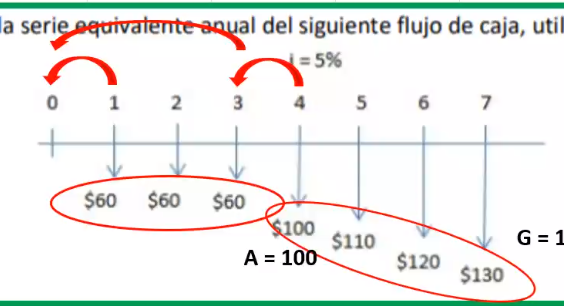 la serie equivalente anual del siguiente flujo de caja,
i = 5%
0 1 2 3 4 5 6 7
$60 $60 $60
$100 $110 $120 $130
A = 100
G = 1